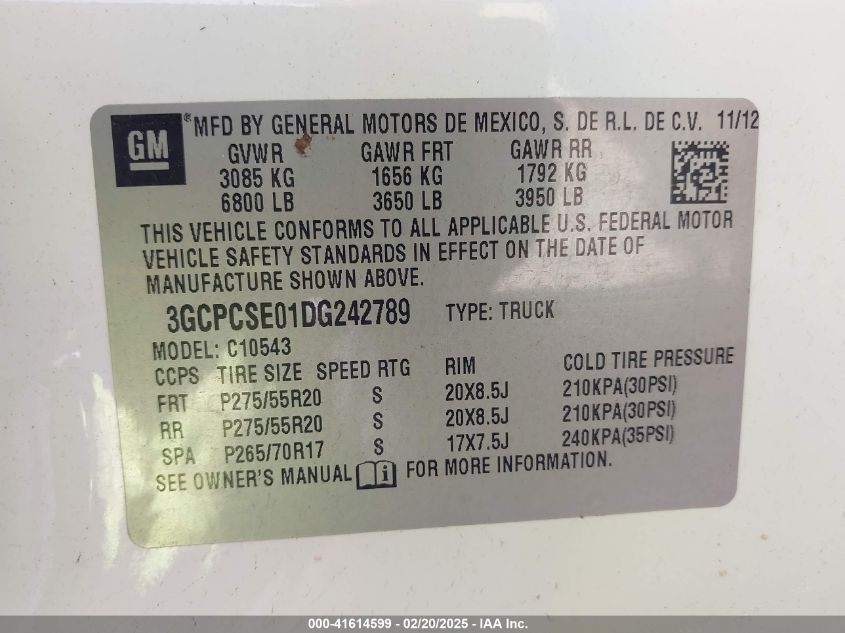 GM ® MFD BY GENERAL MOTORS DE MEXICO, S. DE R.L. DE C.V. 11/12
GVWR GAWR FRT GAWR RR
3085 KG 1656 KG 1792 KG
6800 LB 3650 LB 3950 LB
THIS VEHICLE CONFORMS TO ALL APPLICABLE U.S. FEDERAL MOTOR
VEHICLE SAFETY STANDARDS IN EFFECT ON THE DATE OF
MANUFACTURE SHOWN ABOVE.
3GCPCSE01DG242789 TYPE: TRUCK
MODEL: C10543
CCPS TIRE SIZE SPEED RTG RIM COLD TIRE PRESSURE
FRT P275/55R20 S 20X8.5J 210KPA(30PSI)
RR P275/55R20 S 20X8.5J 210KPA(30PSI)
SPA P265/70R17 S 17X7.5J 240KPA(35PSI)
SEE OWNER'S MANUAL i FOR MORE INFORMATION.
000-41614599 - 02/20/2025 - IAA Inc.